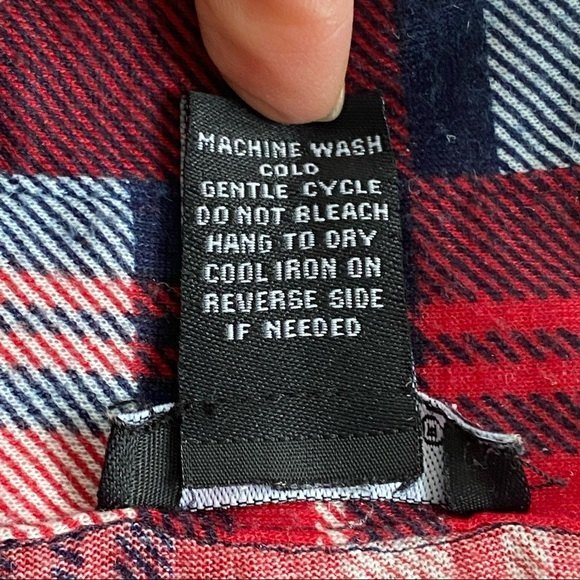 MACHINE WASH
COLD
GENTLE CYCLE
DO NOT BLEACH
HANG TO DRY
COOL IRON ON
REVERSE SIDE
IF NEEDED